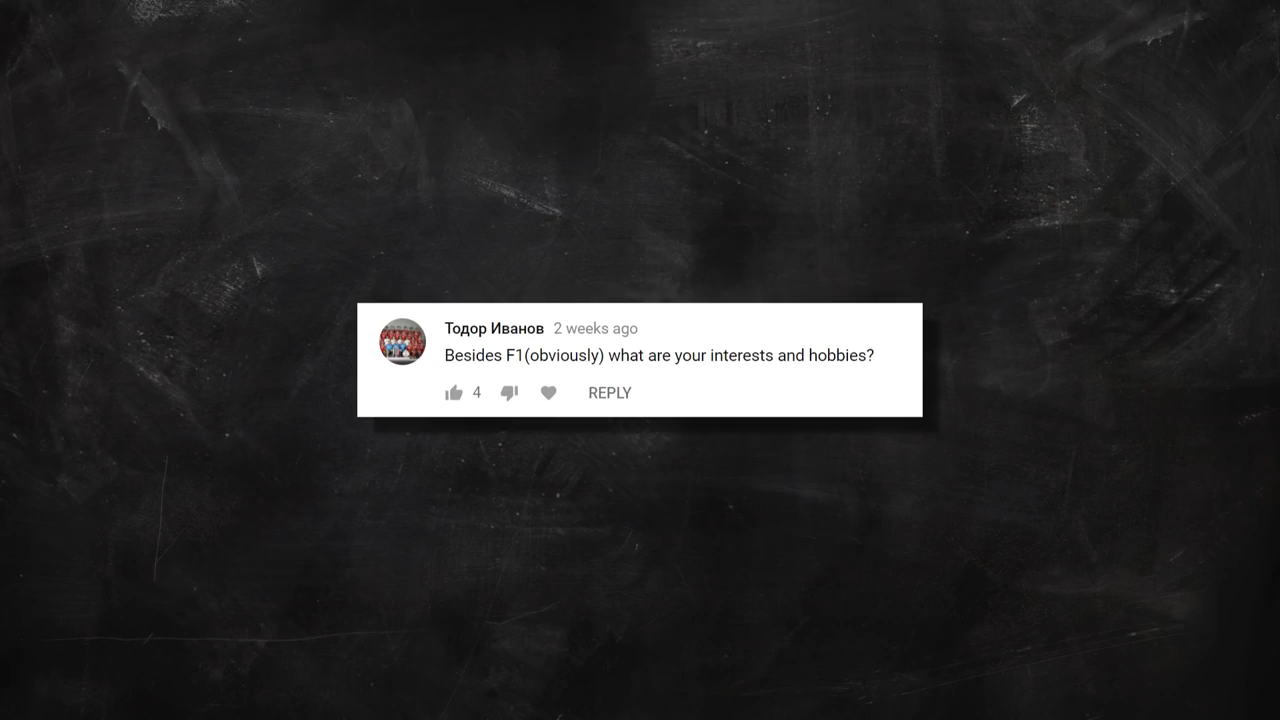 Тодор Иванов 2 weeks ago
Besides F1(obviously) what are your interests and hobbies?
4 REPLY